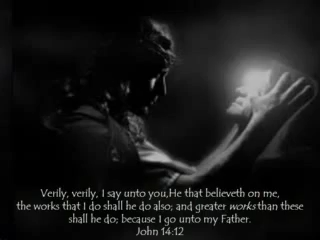 Verily, verily, I say unto you,He that believeth on me,
the works that I do shall he do also; and greater works than these
shall he do; because I go unto my Father.
John 14:12